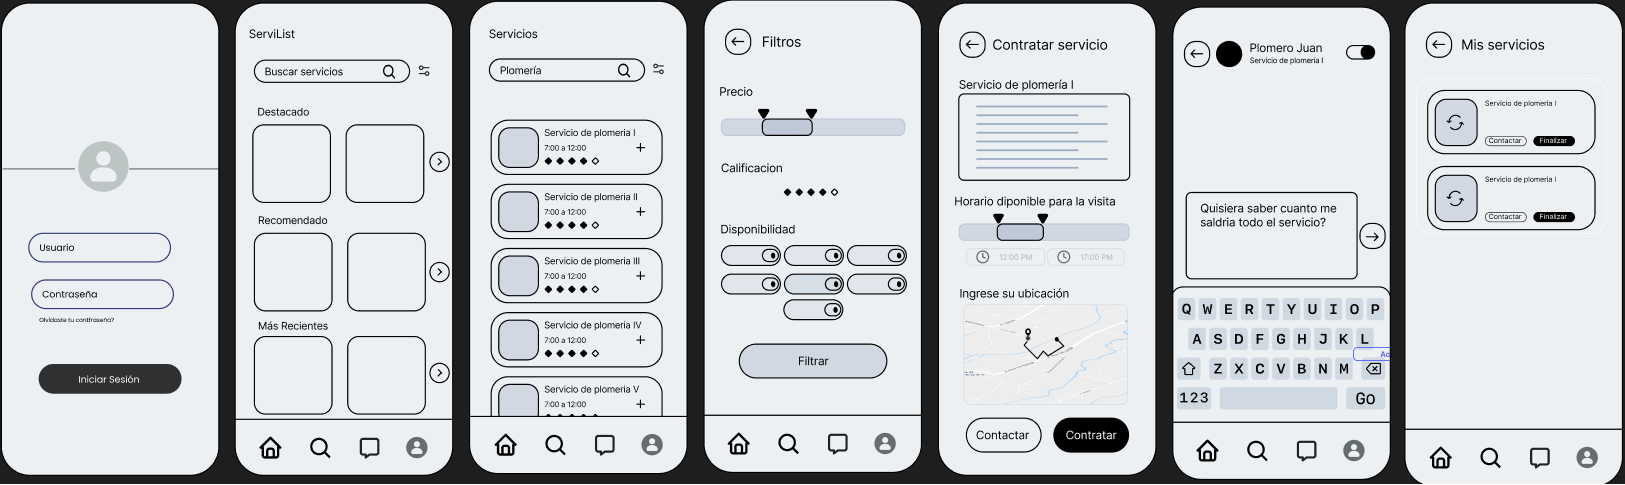 Usuario
Contraseña
Olvidaste tu contfraseña?
Iniciar Sesión
ServiList
Buscar servicios
Destacado
Recomendado
Más Recientes
Servicios
Plomería
Servicio de plomeria I
7:00 a 12:00
Servicio de plomeria II
7:00 a 12:00
Servicio de plomeria III
7:00 a 12:00
Servicio de plomeria IV
7:00 a 12:00
Servicio de plomeria V
7:00 a 12:00
Filtros
Precio
Calificacion
Disponibilidad
Filtrar
Contratar servicio
Servicio de plomería I
Horario diponible para la visita
12:00 PM
17:00 PM
Ingrese su ubicación
Contactar
Contratar
Plomero Juan
Servicio de plomería I
Quisiera saber cuanto me
saldria todo el servicio?
Q W E R T Y U I O P
A S D F G H J K L
Ac
Z X C V B N M
123
Go
Mis servicios
Servicio de plomería I
Contactar
Finalizar
Servicio de plomería I
Contactar
Finalizar